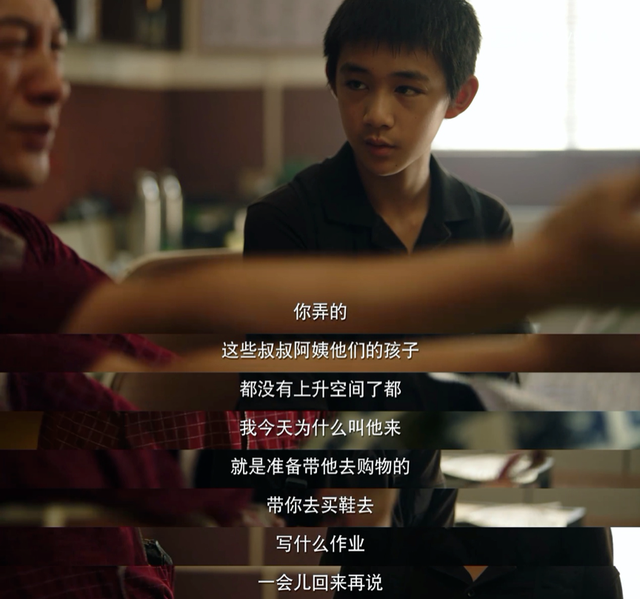 你弄的
这些叔叔阿姨他们的孩子
都没有上升空间了都
我今天为什么叫他来
就是准备带他去购物的
带你去买鞋去
写什么作业
一会儿回来再说